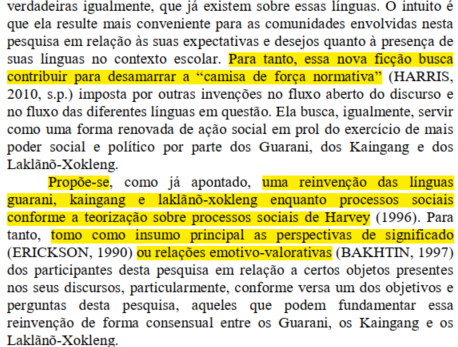 verdadeiras igualmente, que já existem sobre essas línguas. O intuito é
que ela resulte mais conveniente para as comunidades envolvidas nesta
pesquisa em relação às suas expectativas e desejos quanto à presença de
suas línguas no contexto escolar. Para tanto, essa nova ficção busca
contribuir para desamarrar a “camisa de força normativa” (HARRIS,
2010, s.p.) imposta por outras invenções no fluxo aberto do discurso e
no fluxo das diferentes línguas em questão. Ela busca, igualmente, servir
como uma forma renovada de ação social em prol do exercício de mais
poder social e político por parte dos Guarani, dos Kaingang e dos
Laklãnõ-Xokleng.
Propõe-se, como já apontado, uma reinvenção das línguas
guarani, kaingang e laklãnõ-xokleng enquanto processos sociais
conforme a teorização sobre processos sociais de Harvey (1996). Para
tanto, tomo como insumo principal as perspectivas de significado
(ERICKSON, 1990) ou relações emotivo-valorativas (BAKHTIN, 1997)
dos participantes desta pesquisa em relação a certos objetos presentes
nos seus discursos, particularmente, conforme versa um dos objetivos e
perguntas desta pesquisa, aqueles que podem fundamentar essa
reinvenção de forma consensual entre os Guarani, os Kaingang e os
Laklãnõ-Xokleng.